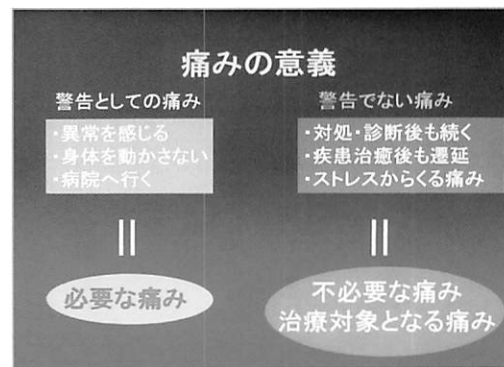 痛みの意義
警告としての痛み
・異常を感じる
・身体を動かさない
・病院へ行く
必要な痛み
警告でない痛み
・対処・診断後も続く
・疾患治癒後も遷延
・ストレスからくる痛み
不必要な痛み
治療対象となる痛み